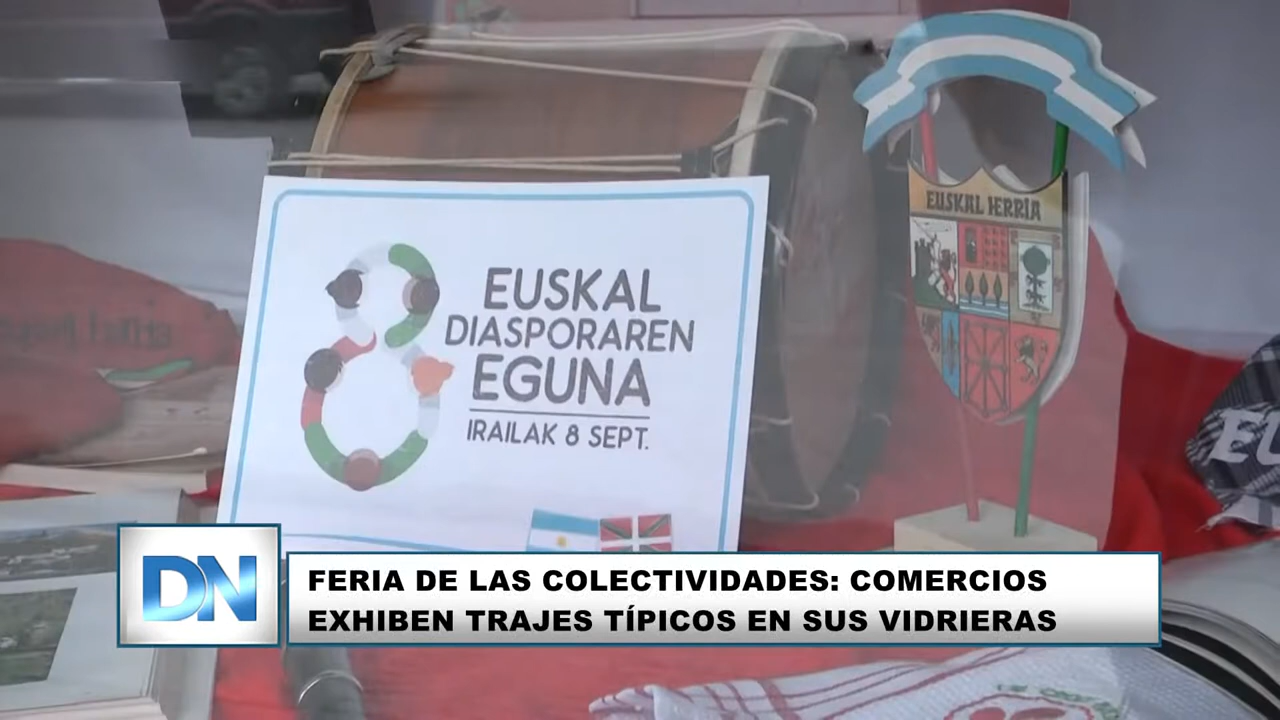 EUSKAL HERRIA
EUSKAL
DIASPORAREN
EGUNA
IRAILAK 8 SEPT.
DN
FERIA DE LAS COLECTIVIDADES: COMERCIOS
EXHIBEN TRAJES TÍPICOS EN SUS VIDRIERAS